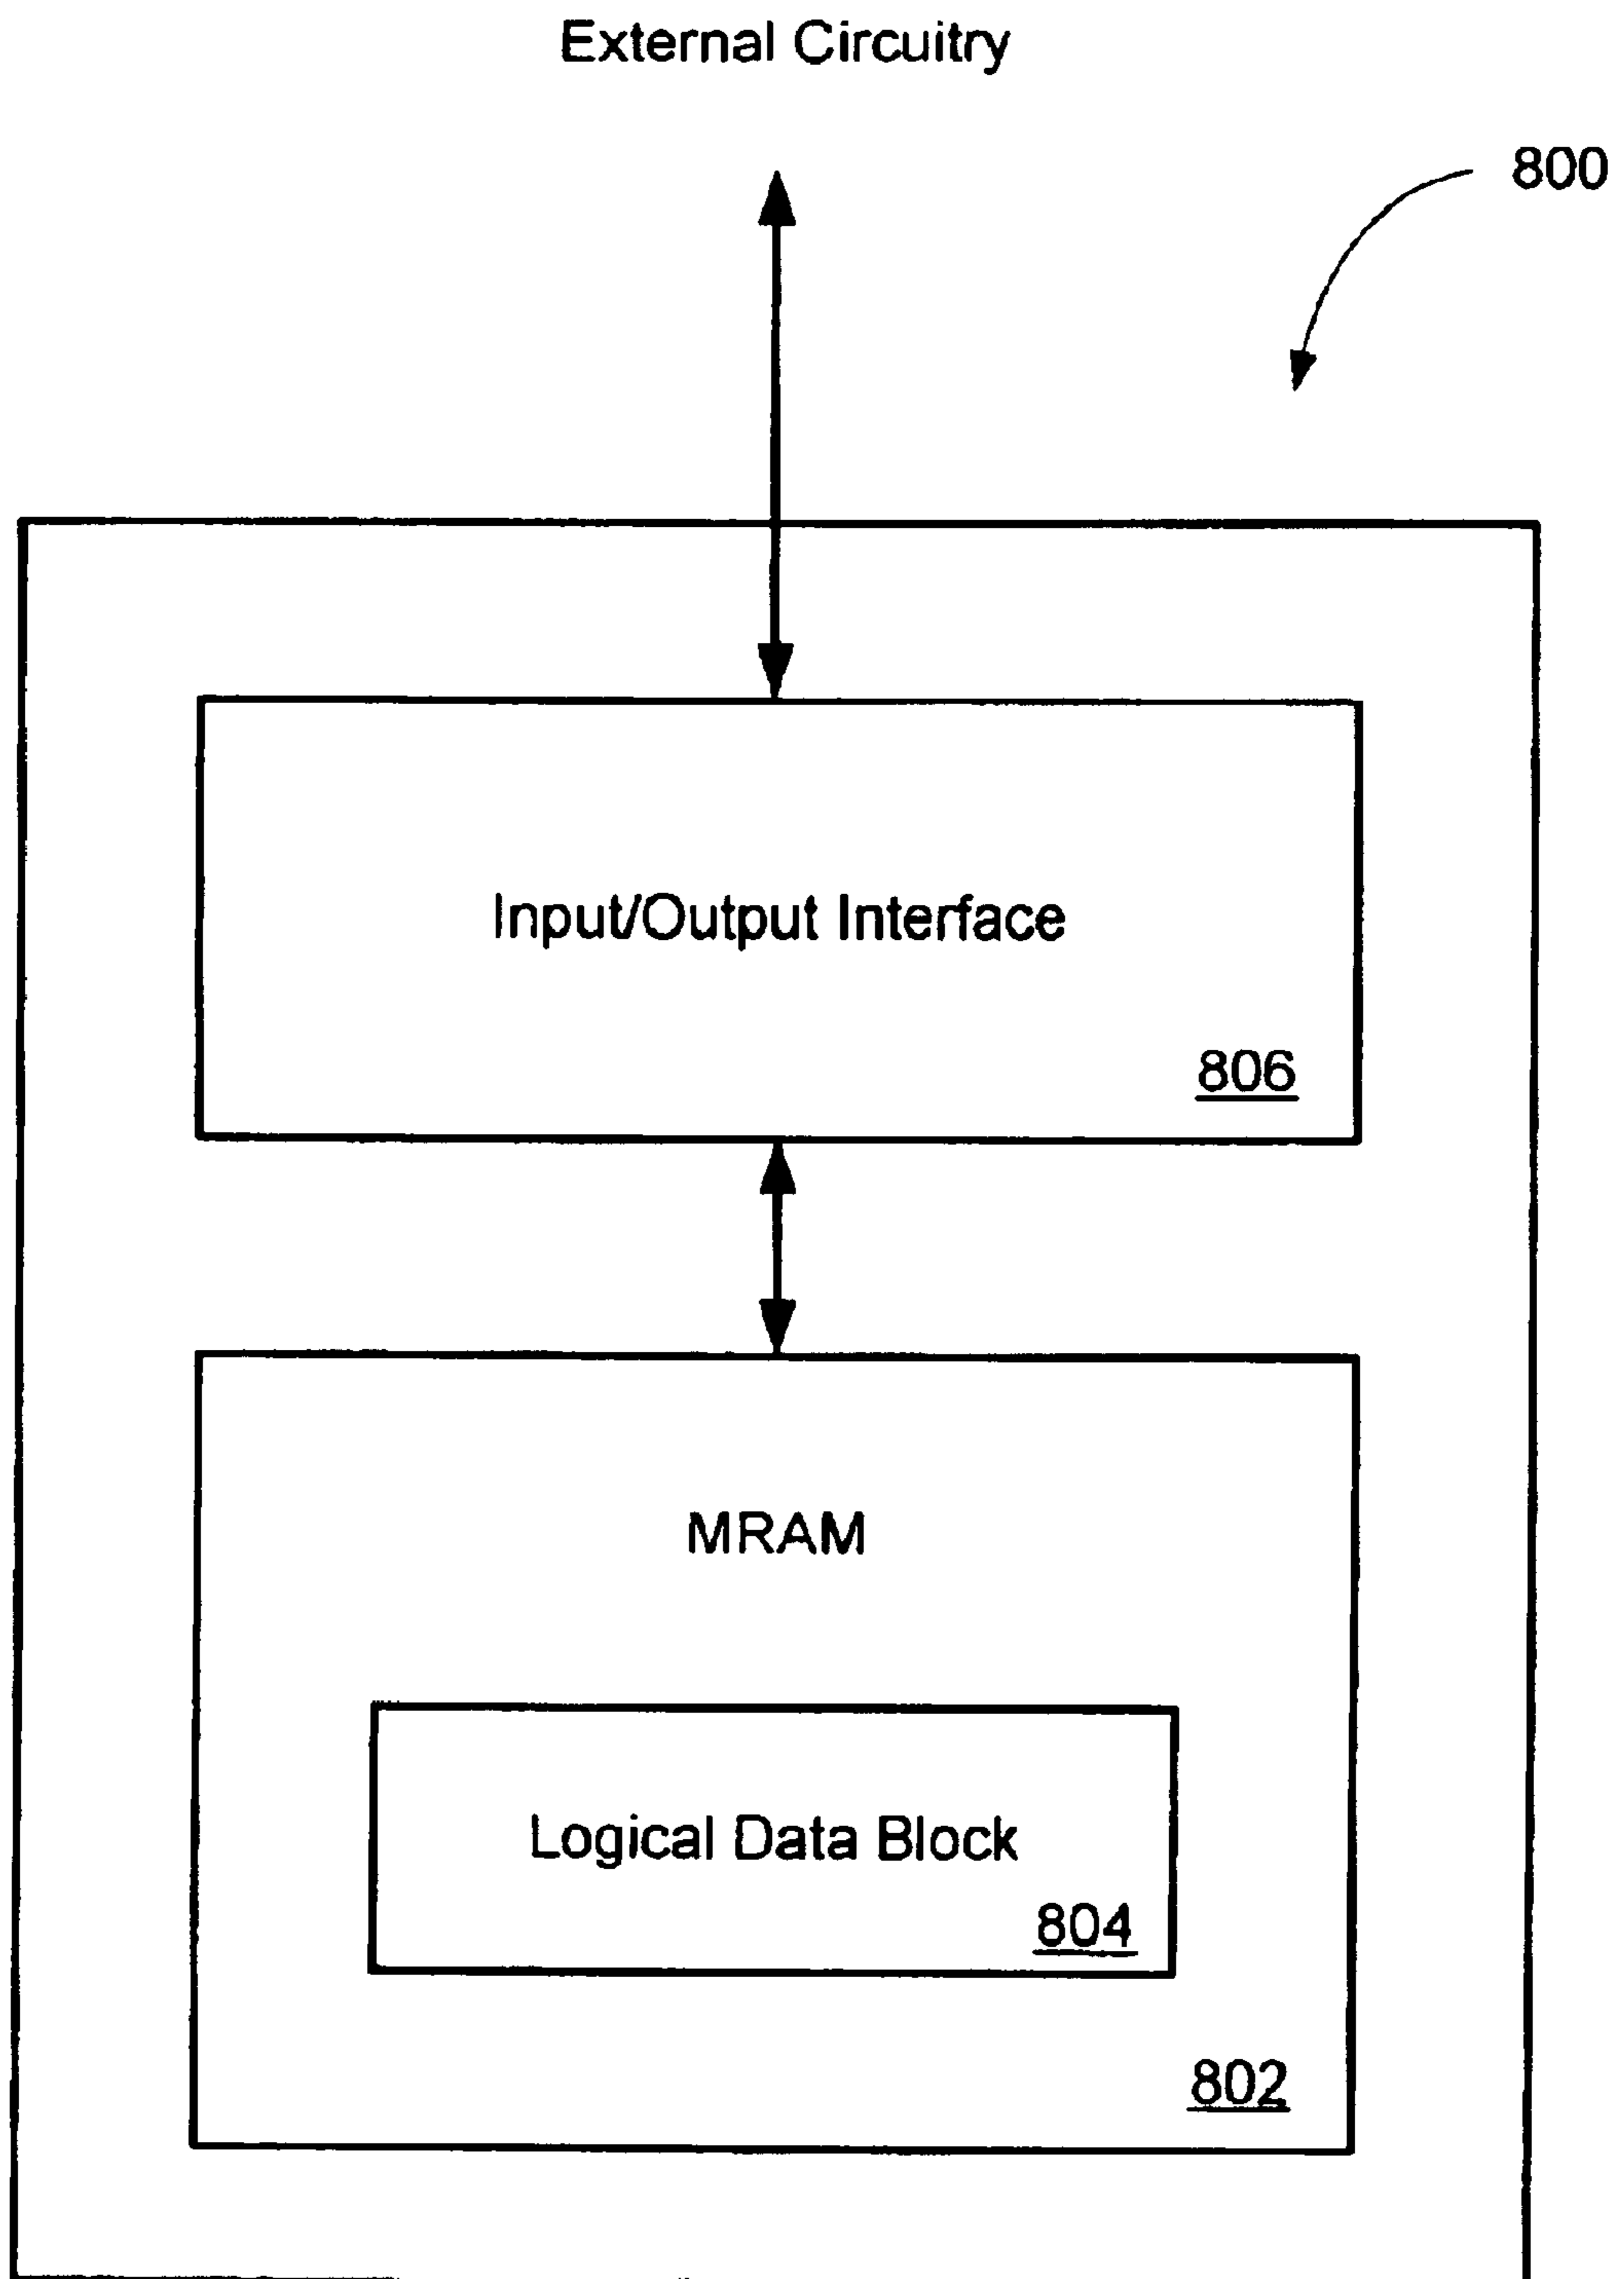 External Circuitry
800
Input/Output Interface
806
MRAM
Logical Data Block
804
802